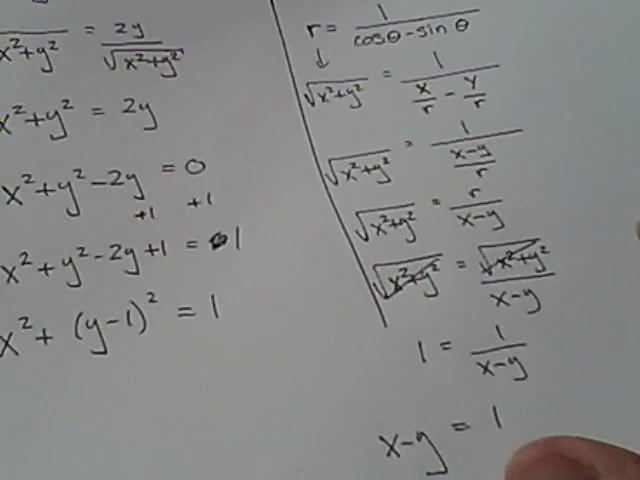 √x²+y² = 2y/√x²+y²
x²+y² = 2y
x²+y²-2y = 0
+1 +1
x²+y²-2y+1 = 1
x²+(y-1)² = 1
r = 1/(cosθ-sinθ)
↓
√x²+y² = 1/(x/r - y/r)
√x²+y² = 1/((x-y)/r)
√x²+y² = r/(x-y)
√x²+y² = √x²+y²/(x-y)
1 = 1/(x-y)
x-y = 1